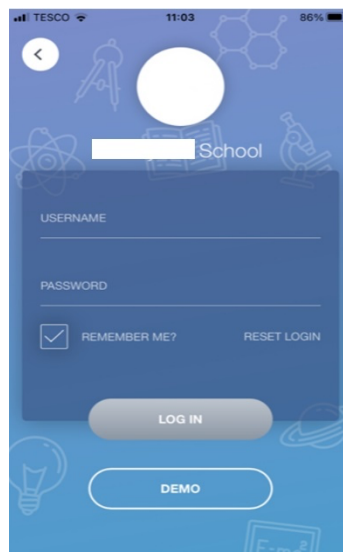 TESCO 11:03 86%
School
USERNAME
PASSWORD
REMEMBER ME? RESET LOGIN
LOG IN
DEMO